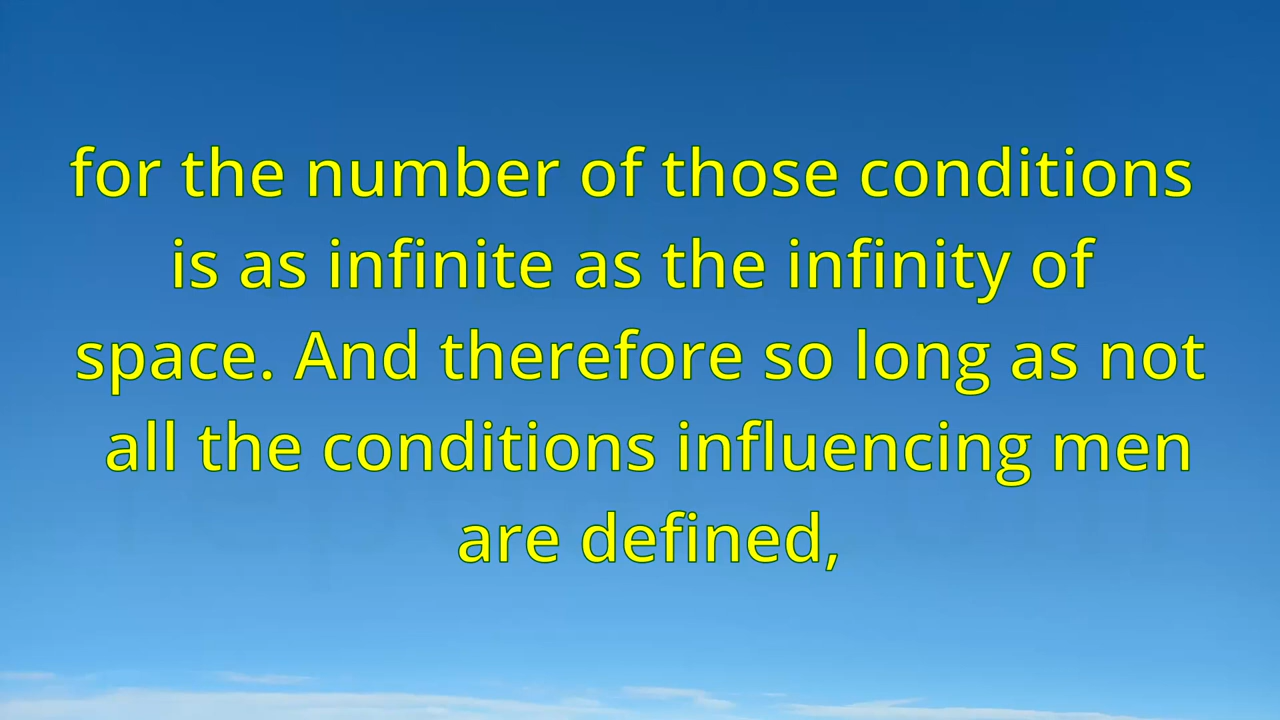 for the number of those conditions
is as infinite as the infinity of
space. And therefore so long as not
all the conditions influencing men
are defined,